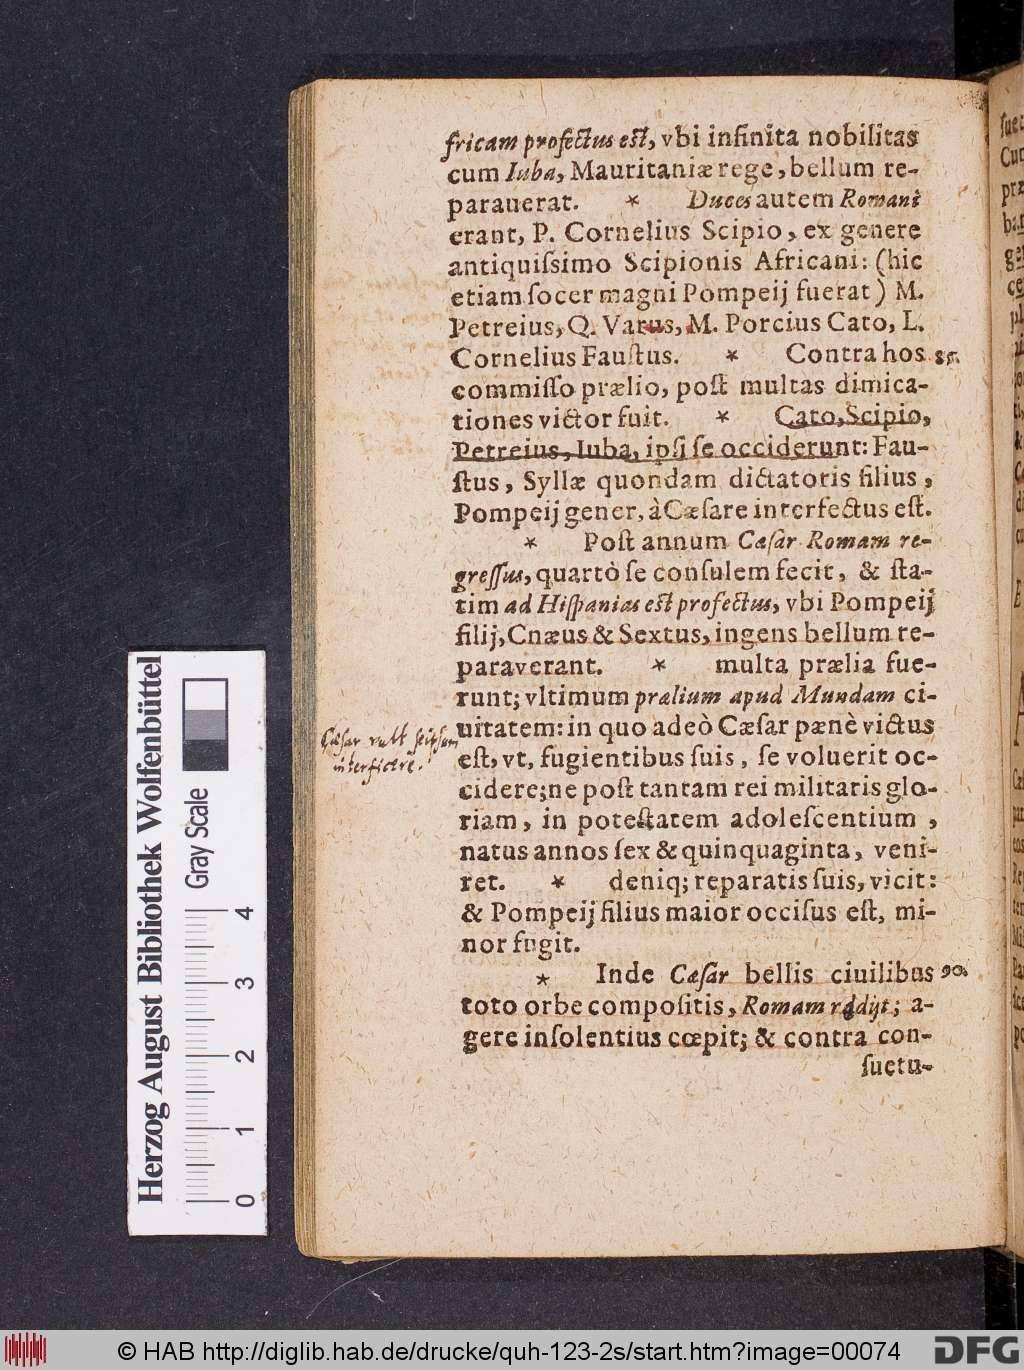 fricam profectus eſt, vbi infinita nobilitas
cum Iuba, Mauritaniæ rege, bellum re-
parauerat. * Duces autem Romani
erant, P. Cornelius Scipio, ex genere
antiquiſsimo Scipionis Africani: (hic
etiam ſocer magni Pompeij fuerat) M.
Petreius, Q. Varus, M. Porcius Cato, L.
Cornelius Fauſtus. * Contra hos 85.
commiſſo prælio, poſt multas dimica-
tiones victor fuit. * Cato, Scipio,
Petreius, Iuba, ipſi ſe occiderunt: Fau-
ſtus, Syllæ quondam dictatoris filius,
Pompeij gener, à Cæſare interfectus eſt.
* Poſt annum Cæſar Romam re-
greſſus, quartò ſe conſulem fecit, & ſta-
tim ad Hiſpanias eſt profectus, vbi Pompeij
filij, Cnæus & Sextus, ingens bellum re-
paraverant. * multa prælia fue-
runt; vltimum prælium apud Mundam ci-
uitatem: in quo adeò Cæſar pænè victus
eſt, vt, fugientibus ſuis, ſe voluerit oc-
cidere; ne poſt tantam rei militaris glo-
riam, in poteſtatem adoleſcentium,
natus annos ſex & quinquaginta, veni-
ret. * deniq; reparatis ſuis, vicit:
& Pompeij filius maior occiſus eſt, mi-
nor fugit.
* Inde Cæſar bellis ciuilibus 90.
toto orbe compoſitis, Romam redijt; a-
gere inſolentius cœpit; & contra con-
ſuetu-
Cæsar vult seipsum
interficere.
Herzog August Bibliothek Wolfenbüttel
Gray Scale
0 1 2 3 4
© HAB http://diglib.hab.de/drucke/quh-123-2s/start.htm?image=00074
DFG